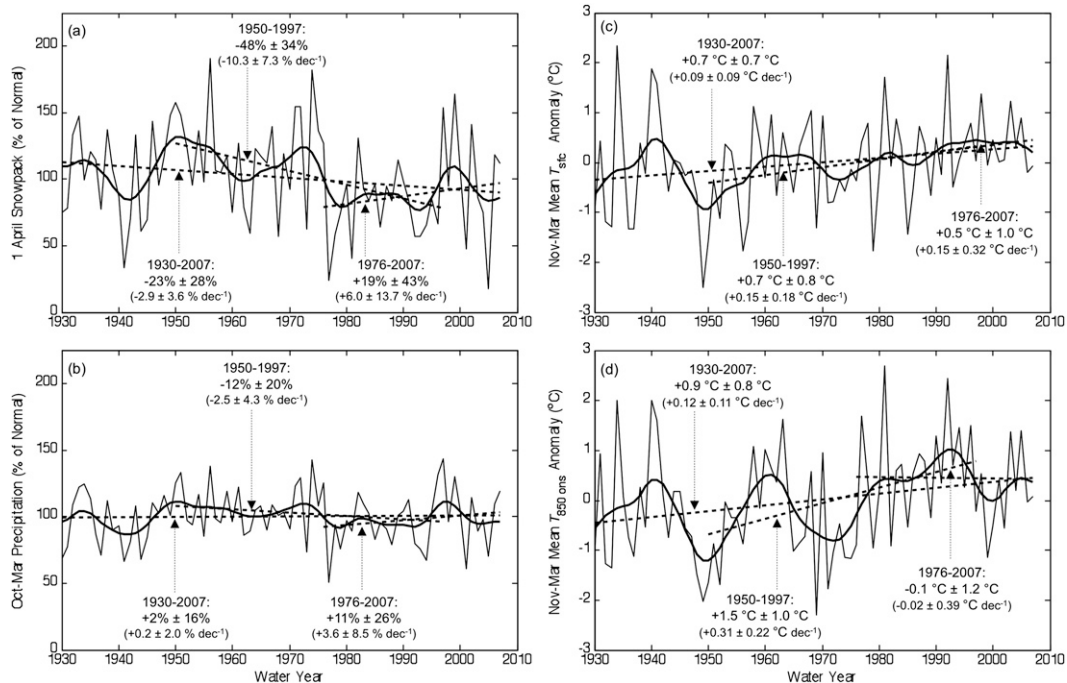 (a)
1950-1997:
-48% ± 34%
(-10.3 ± 7.3 % dec⁻¹)
200
150
100
50
0
1 April Snowpack (% of Normal)
1930-2007:
-23% ± 28%
(-2.9 ± 3.6 % dec⁻¹)
1976-2007:
+19% ± 43%
(+6.0 ± 13.7 % dec⁻¹)
1930 1940 1950 1960 1970 1980 1990 2000 2010
(c)
1930-2007:
+0.7 °C ± 0.7 °C
(+0.09 ± 0.09 °C dec⁻¹)
3
2
1
0
-1
-2
-3
Nov-Mar Mean Tsfc Anomaly (°C)
1976-2007:
+0.5 °C ± 1.0 °C
(+0.15 ± 0.32 °C dec⁻¹)
1950-1997:
+0.7 °C ± 0.8 °C
(+0.15 ± 0.18 °C dec⁻¹)
1930 1940 1950 1960 1970 1980 1990 2000 2010
(b)
1950-1997:
-12% ± 20%
(-2.5 ± 4.3 % dec⁻¹)
200
150
100
50
0
Oct-Mar Precipitation (% of Normal)
1930-2007:
+2% ± 16%
(+0.2 ± 2.0 % dec⁻¹)
1976-2007:
+11% ± 26%
(+3.6 ± 8.5 % dec⁻¹)
1930 1940 1950 1960 1970 1980 1990 2000 2010
Water Year
(d)
1930-2007:
+0.9 °C ± 0.8 °C
(+0.12 ± 0.11 °C dec⁻¹)
3
2
1
0
-1
-2
-3
Nov-Mar Mean T850 ons Anomaly (°C)
1976-2007:
-0.1 °C ± 1.2 °C
(-0.02 ± 0.39 °C dec⁻¹)
1950-1997:
+1.5 °C ± 1.0 °C
(+0.31 ± 0.22 °C dec⁻¹)
1930 1940 1950 1960 1970 1980 1990 2000 2010
Water Year